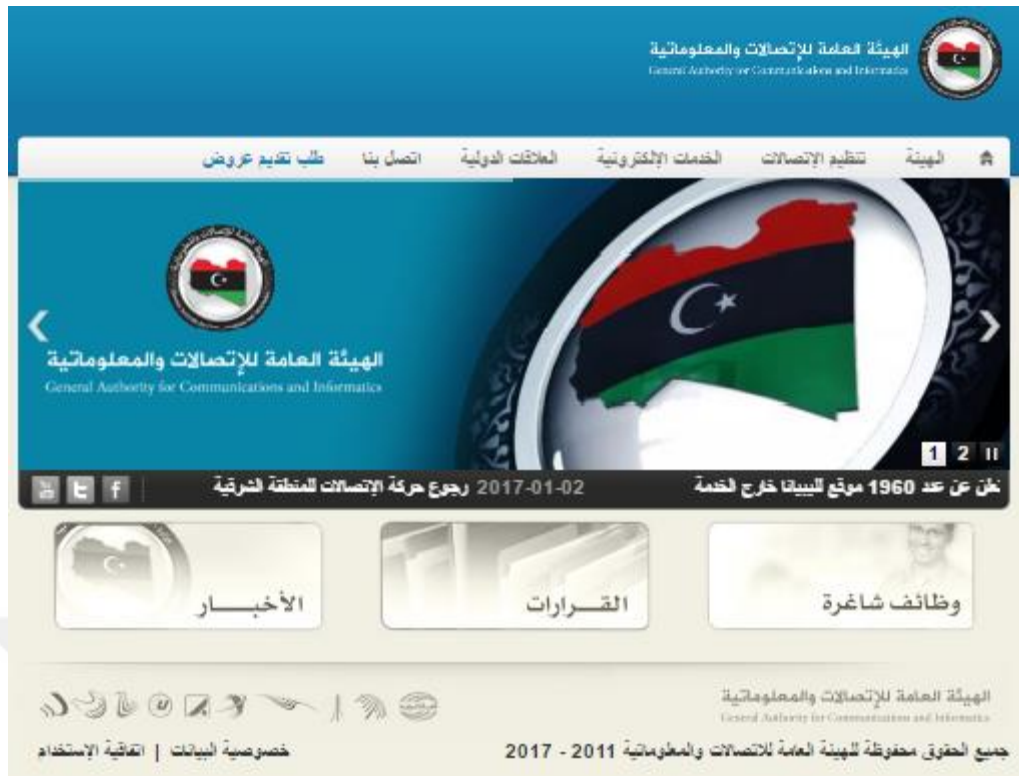 الهيئة العامة للإتصالات والمعلوماتية
General Authority for Communications and Informatics
الهيئة
تنظيم الإتصالات
الخدمات الإلكترونية
العلاقات الدولية
اتصل بنا
طلب تقديم عروض
الهيئة العامة للإتصالات والمعلوماتية
General Authority for Communications and Informatics
1 2
عن عدد 1960 موقع لليبيانا خارج الخدمة
2017-01-02 رجوع حركة الإتصالات للمنطقة الشرقية
وظائف شاغرة
القـــرارات
الأخبـــــار
الهيئة العامة للإتصالات والمعلوماتية
General Authority for Communications and Informatics
جميع الحقوق محفوظة للهيئة العامة للاتصالات والمعلوماتية 2011 - 2017
خصوصية البيانات | اتفاقية الإستخدام